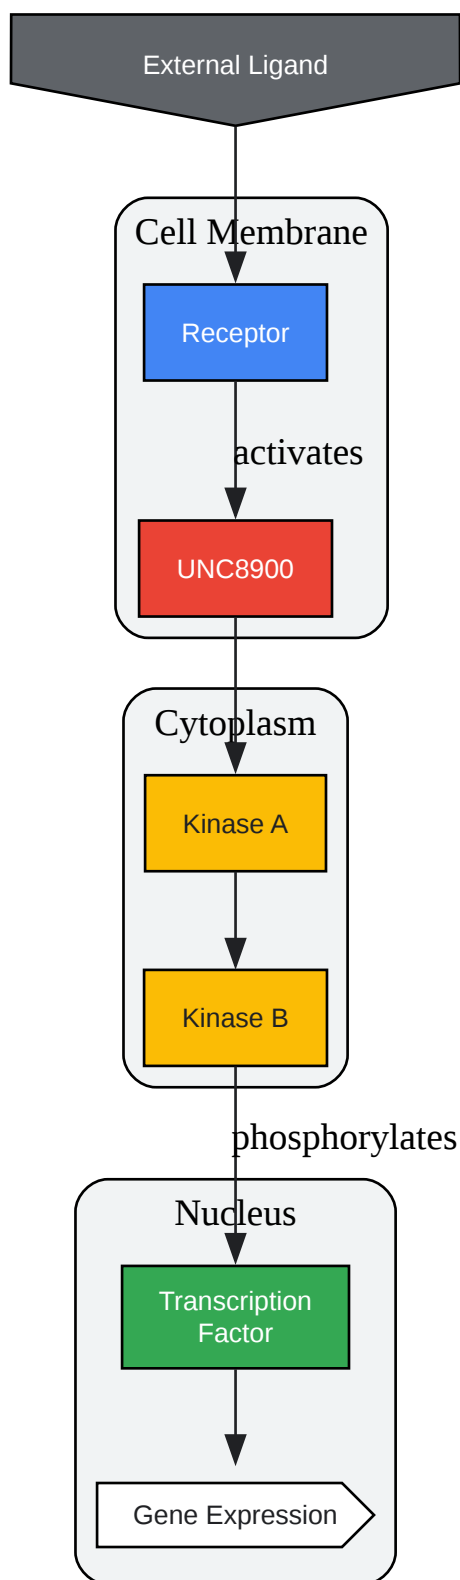 External Ligand
Cell Membrane
Receptor
activates
UNC8900
Cytoplasm
Kinase A
Kinase B
phosphorylates
Nucleus
Transcription
Factor
Gene Expression